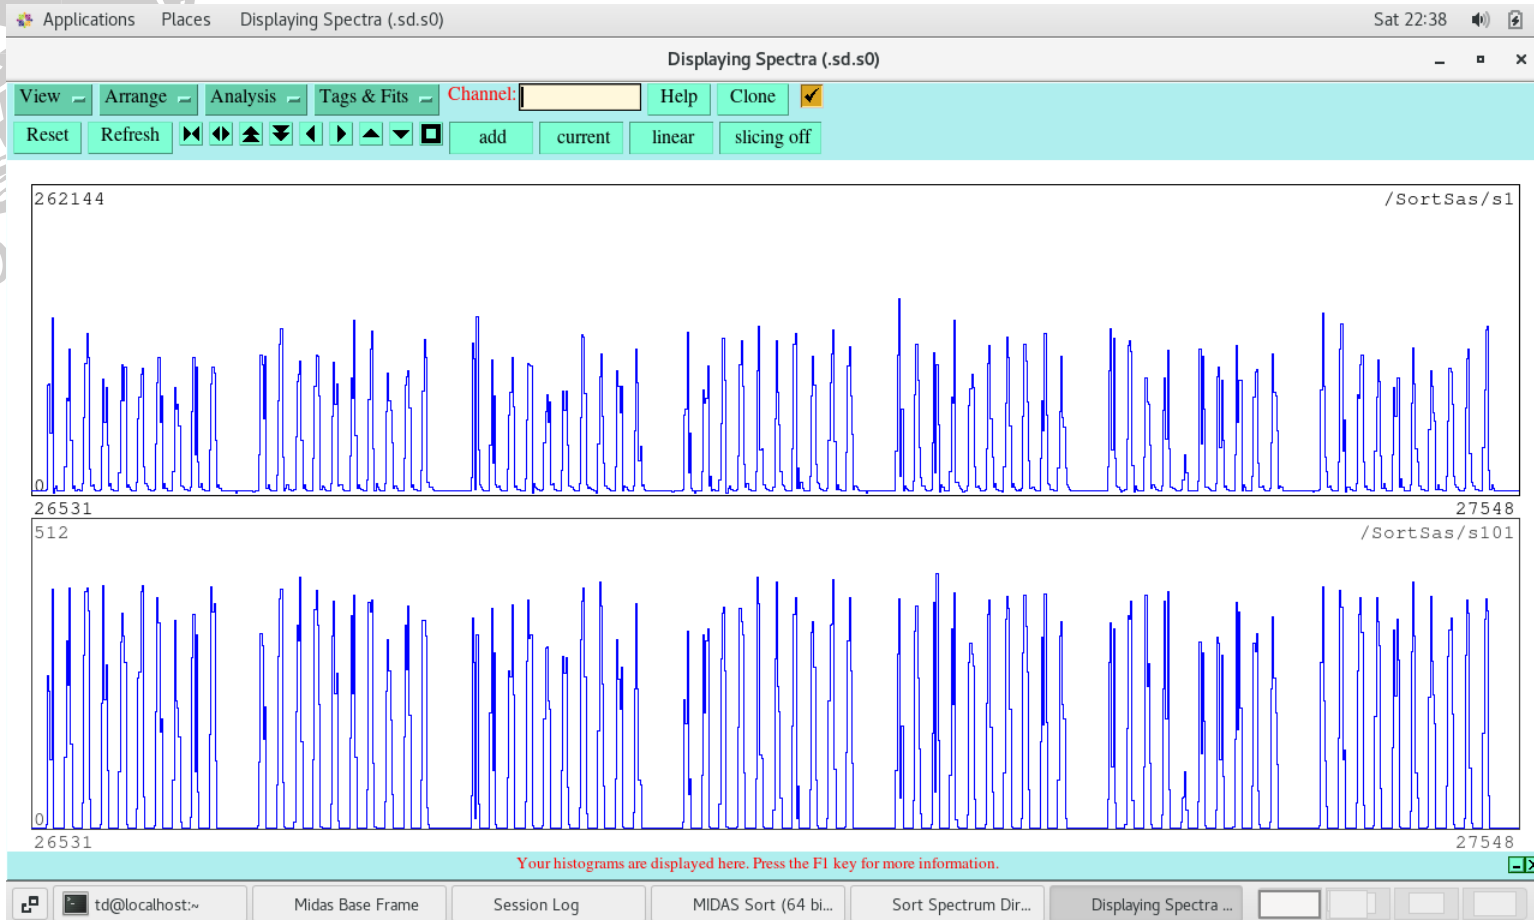 Applications Places Displaying Spectra (.sd.s0) Sat 22:38
Displaying Spectra (.sd.s0)
View Arrange Analysis Tags & Fits Channel: Help Clone
Reset Refresh add current linear slicing off
262144 /SortSas/s1
0
26531 27548
512 /SortSas/s101
0
26531 27548
Your histograms are displayed here. Press the F1 key for more information.
td@localhost:~ Midas Base Frame Session Log MIDAS Sort (64 bi... Sort Spectrum Dir... Displaying Spectra ...